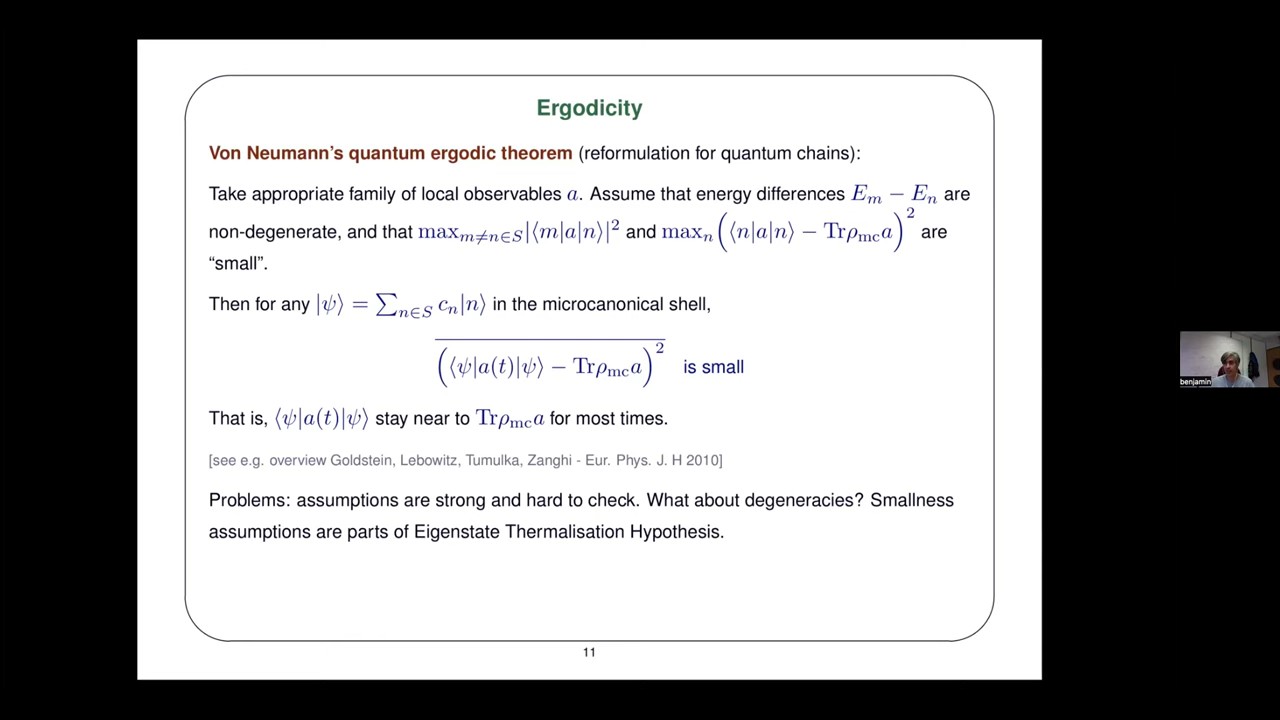 Ergodicity
Von Neumann's quantum ergodic theorem (reformulation for quantum chains):
Take appropriate family of local observables a. Assume that energy differences E_m − E_n are
non-degenerate, and that max_{m≠n∈S}|⟨m|a|n⟩|² and max_n(⟨n|a|n⟩ − Trρ_mc a)² are
“small”.
Then for any |ψ⟩ = ∑_{n∈S} c_n|n⟩ in the microcanonical shell,
\overline{(⟨ψ|a(t)|ψ⟩ − Trρ_mc a)²} is small
That is, ⟨ψ|a(t)|ψ⟩ stay near to Trρ_mc a for most times.
[see e.g. overview Goldstein, Lebowitz, Tumulka, Zanghi - Eur. Phys. J. H 2010]
Problems: assumptions are strong and hard to check. What about degeneracies? Smallness
assumptions are parts of Eigenstate Thermalisation Hypothesis.
11
benjamin